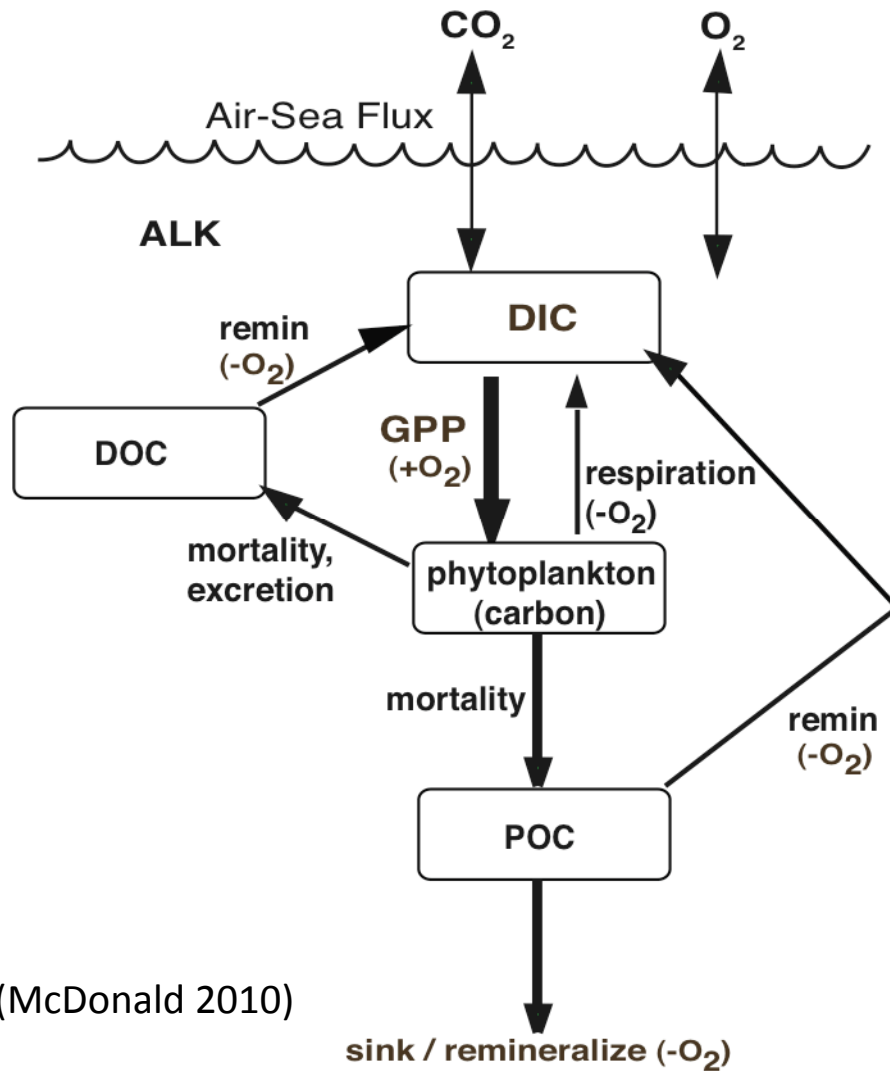 CO₂
O₂
Air-Sea Flux
ALK
DIC
remin
(-O₂)
GPP
(+O₂)
DOC
respiration
(-O₂)
mortality,
excretion
phytoplankton
(carbon)
mortality
remin
(-O₂)
POC
(McDonald 2010)
sink / remineralize (-O₂)